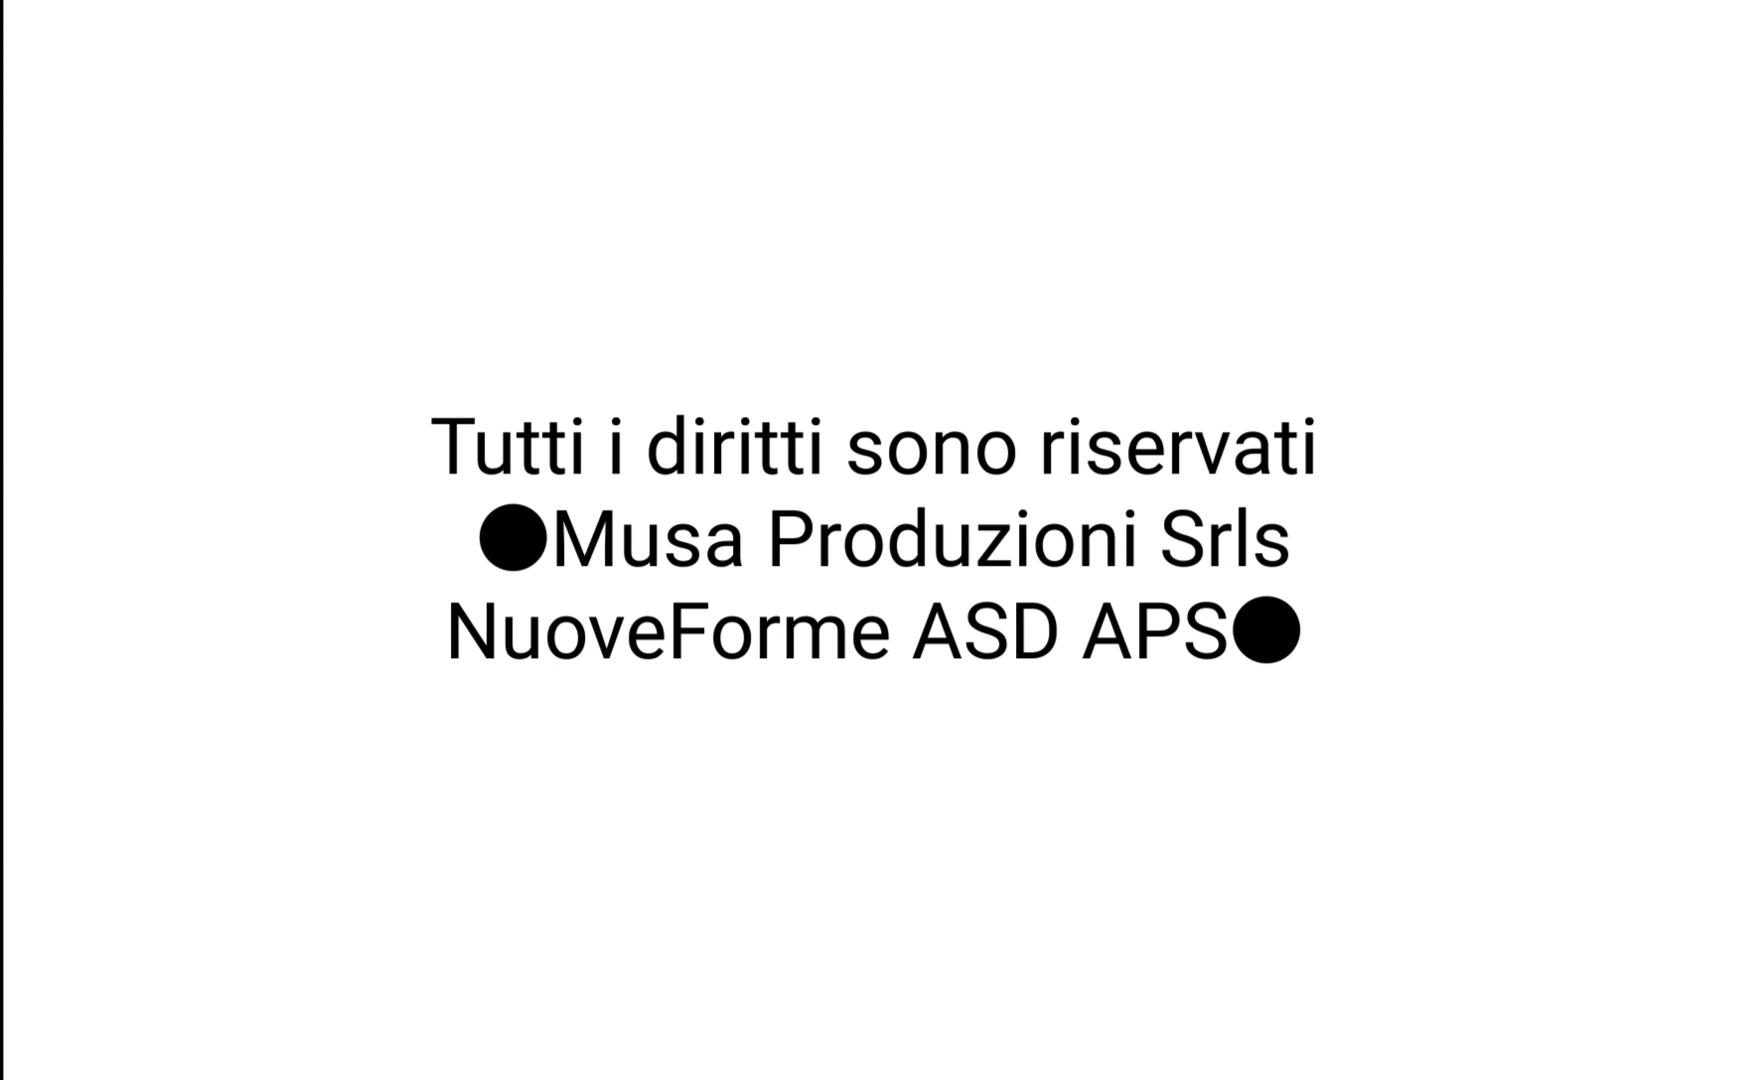 Tutti i diritti sono riservati
●Musa Produzioni Srls
NuoveForme ASD APS●